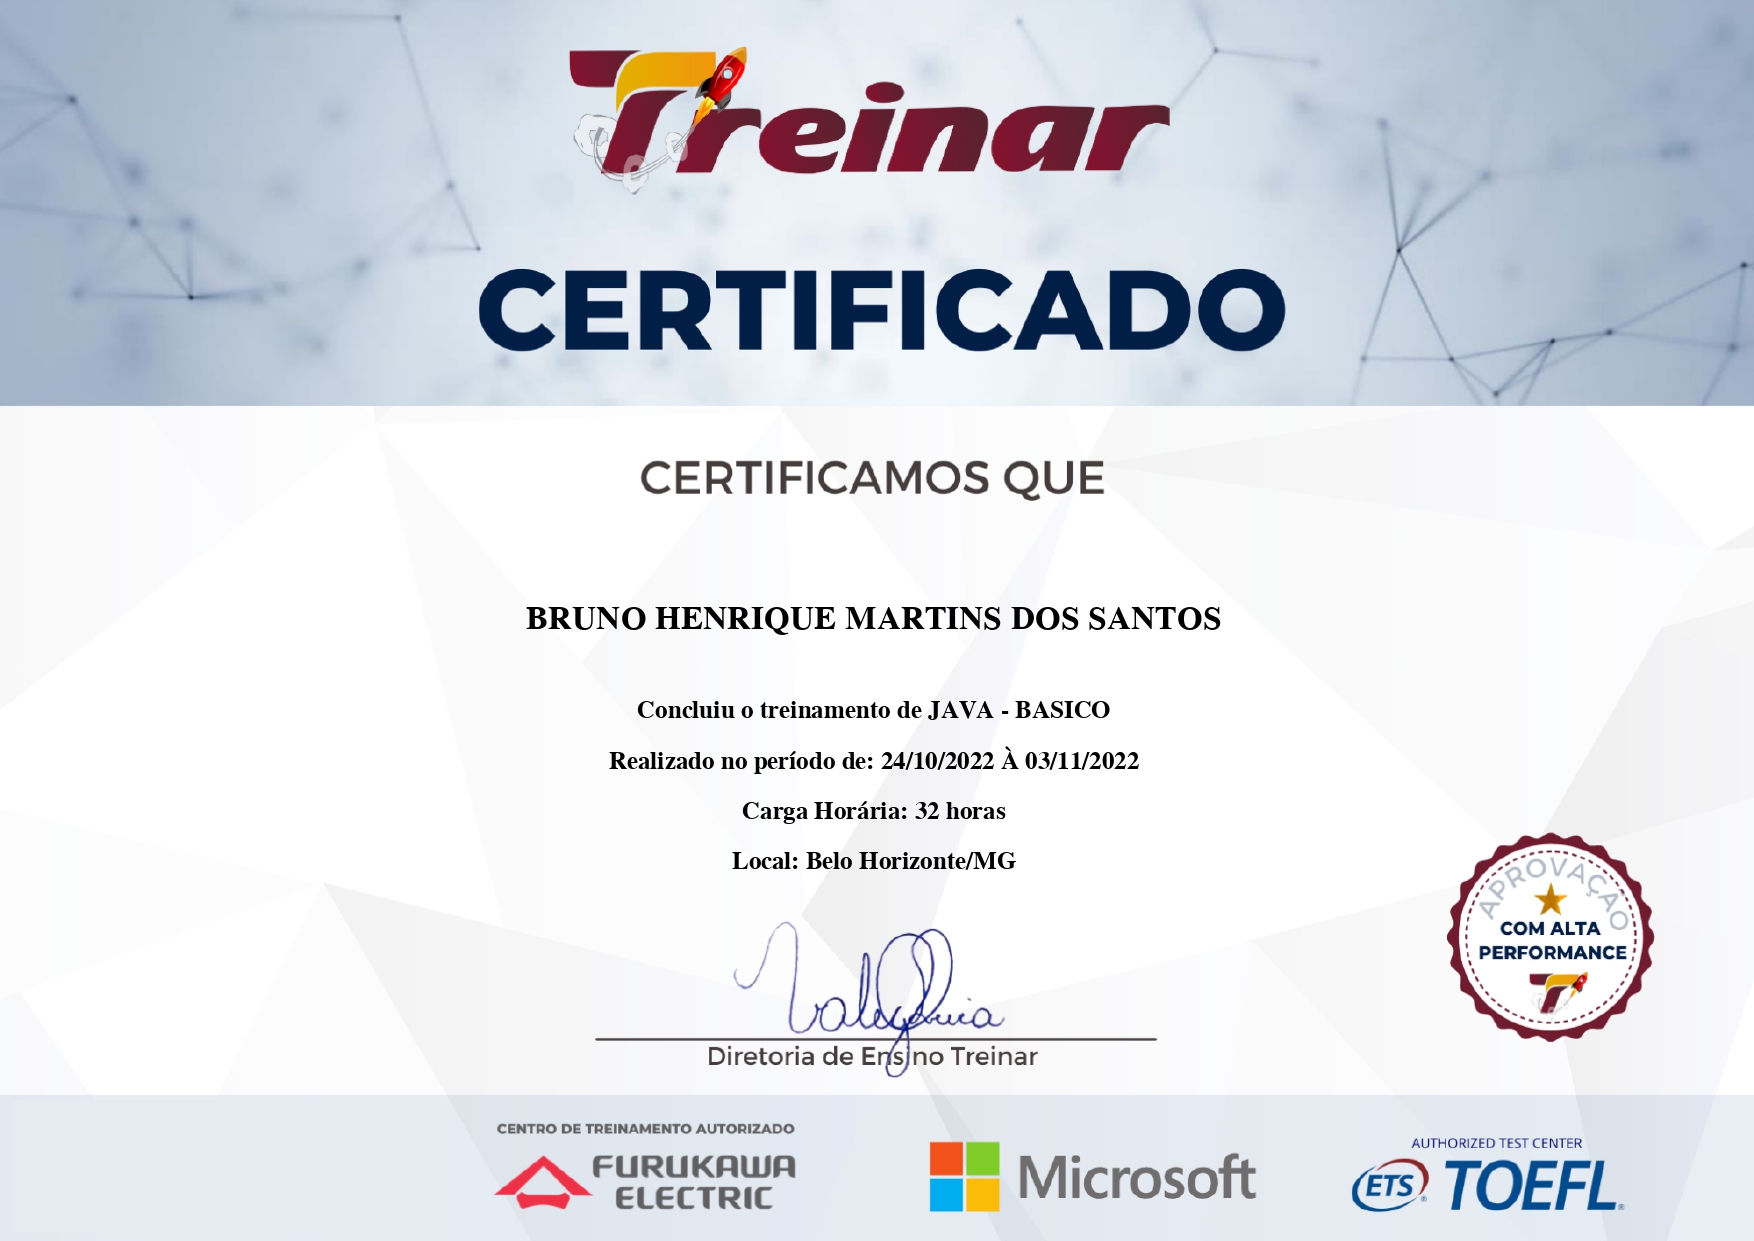 Treinar
CERTIFICADO
CERTIFICAMOS QUE
BRUNO HENRIQUE MARTINS DOS SANTOS
Concluiu o treinamento de JAVA - BASICO
Realizado no período de: 24/10/2022 À 03/11/2022
Carga Horária: 32 horas
Local: Belo Horizonte/MG
APROVAÇÃO
COM ALTA
PERFORMANCE
Diretoria de Ensino Treinar
CENTRO DE TREINAMENTO AUTORIZADO
FURUKAWA
ELECTRIC
Microsoft
AUTHORIZED TEST CENTER
ETS TOEFL